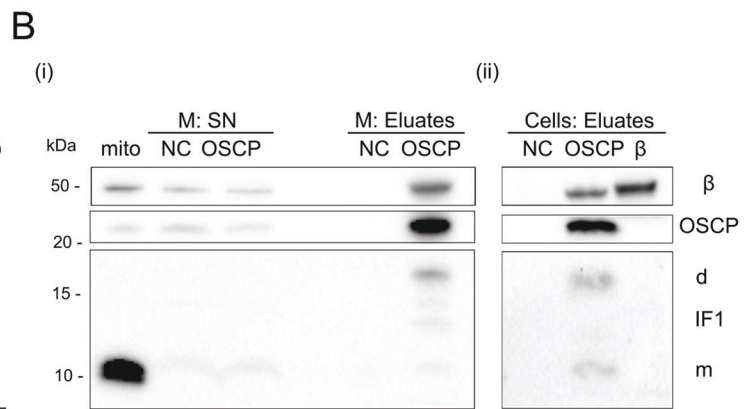 B
(i) (ii)
M: SN M: Eluates Cells: Eluates
kDa mito NC OSCP NC OSCP NC OSCP β
50 - β
OSCP
20 -
d
15 -
IF1
10 - m